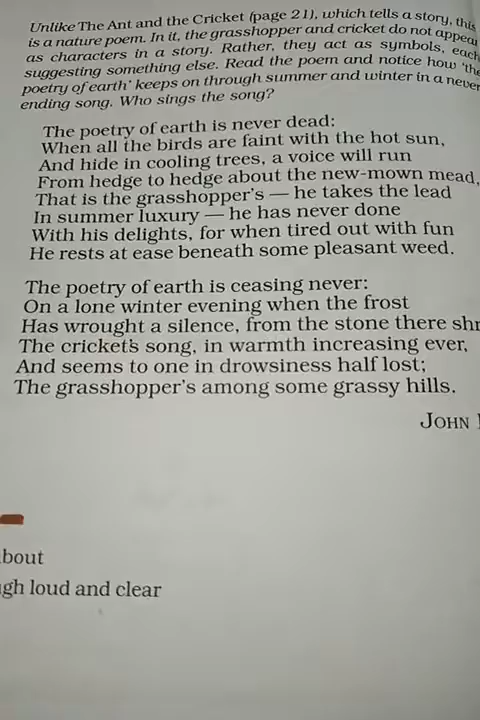 Unlike The Ant and the Cricket (page 21), which tells a story, this
is a nature poem. In it, the grasshopper and cricket do not appear
as characters in a story. Rather, they act as symbols, each
suggesting something else. Read the poem and notice how ‘the
poetry of earth’ keeps on through summer and winter in a never
ending song. Who sings the song?
The poetry of earth is never dead:
When all the birds are faint with the hot sun,
And hide in cooling trees, a voice will run
From hedge to hedge about the new-mown mead,
That is the grasshopper’s — he takes the lead
In summer luxury — he has never done
With his delights, for when tired out with fun
He rests at ease beneath some pleasant weed.
The poetry of earth is ceasing never:
On a lone winter evening when the frost
Has wrought a silence, from the stone there shr
The cricket’s song, in warmth increasing ever,
And seems to one in drowsiness half lost;
The grasshopper’s among some grassy hills.
JOHN
bout
gh loud and clear